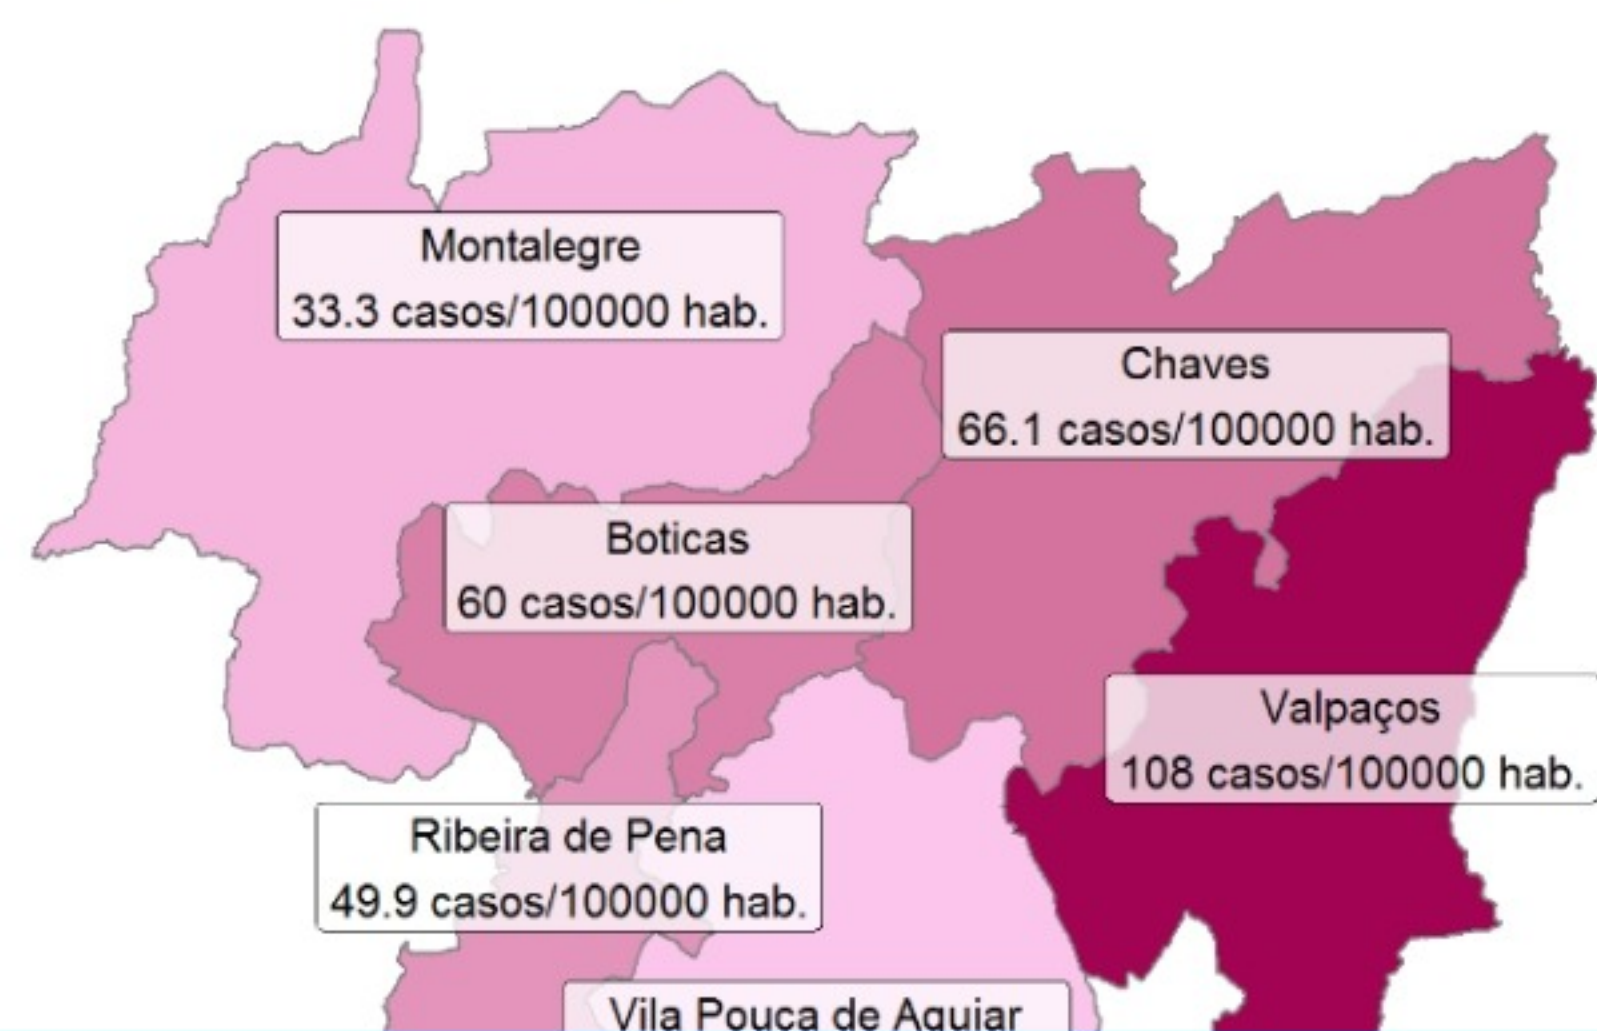 Montalegre
33.3 casos/100000 hab.
Chaves
66.1 casos/100000 hab.
Boticas
60 casos/100000 hab.
Valpaços
108 casos/100000 hab.
Ribeira de Pena
49.9 casos/100000 hab.
Vila Pouca de Aguiar